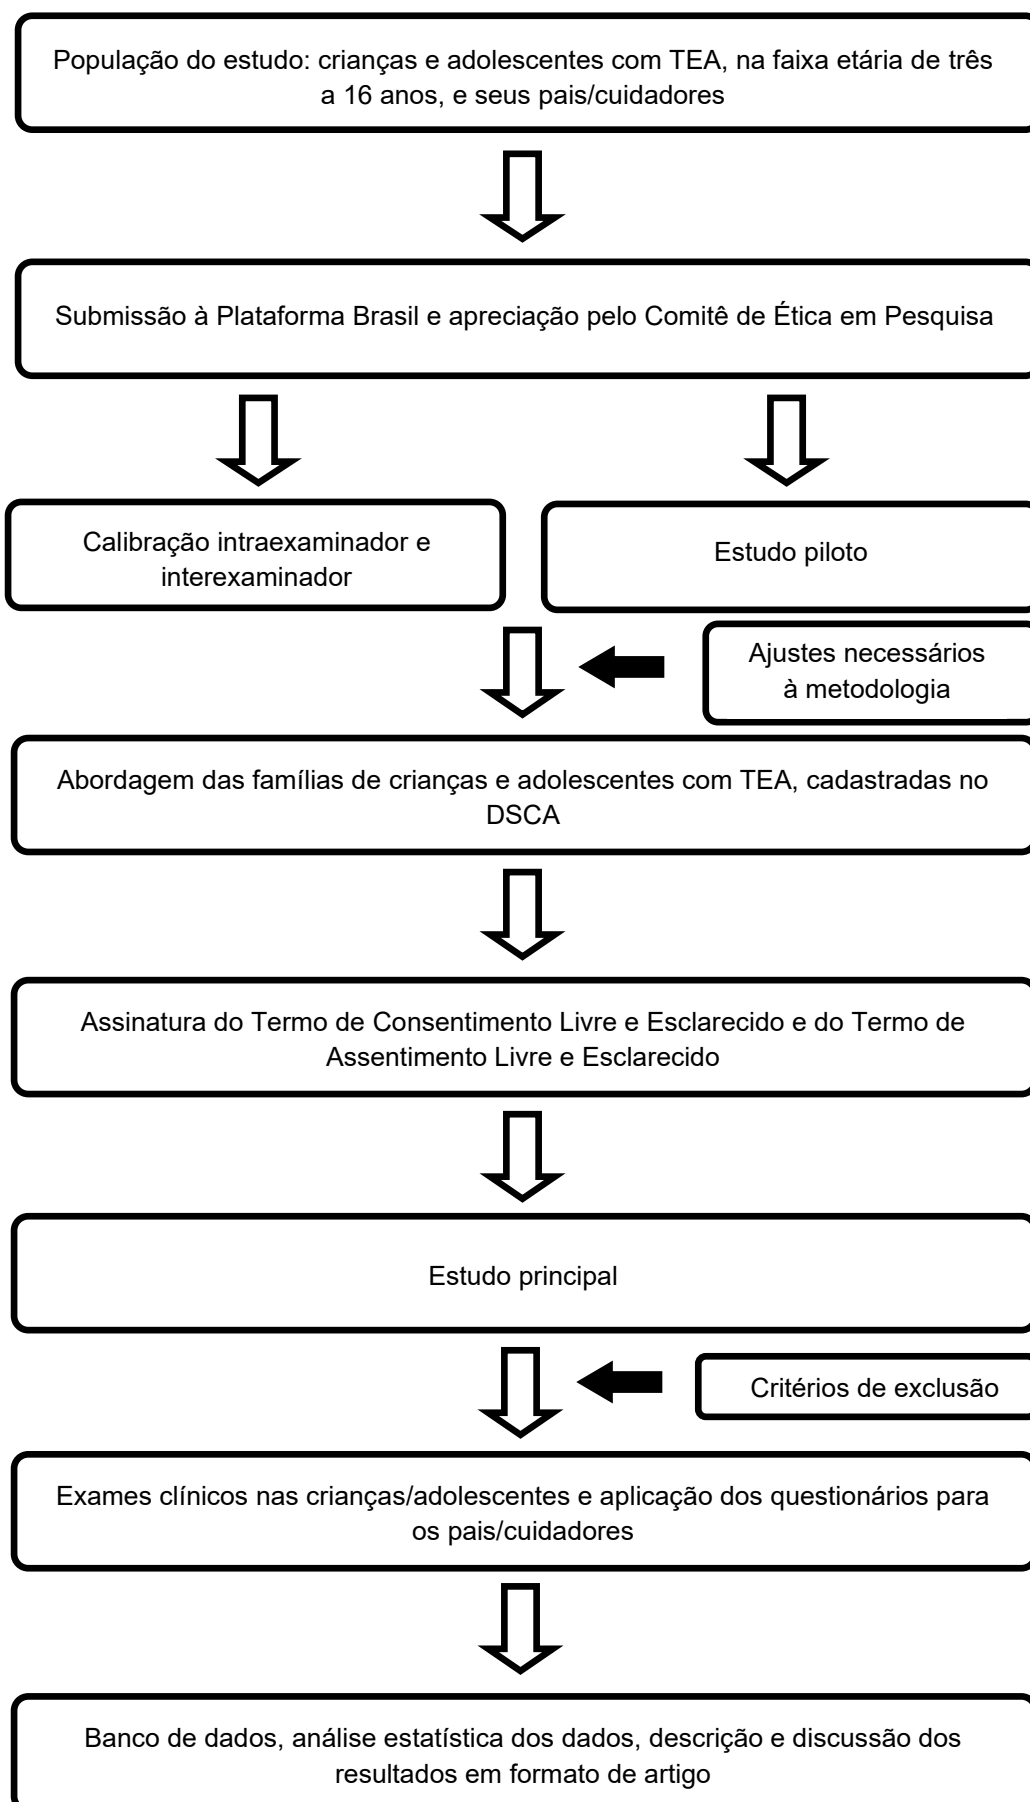 População do estudo: crianças e adolescentes com TEA, na faixa etária de três
a 16 anos, e seus pais/cuidadores
Submissão à Plataforma Brasil e apreciação pelo Comitê de Ética em Pesquisa
Calibração intraexaminador e
interexaminador
Estudo piloto
Ajustes necessários
à metodologia
Abordagem das famílias de crianças e adolescentes com TEA, cadastradas no
DSCA
Assinatura do Termo de Consentimento Livre e Esclarecido e do Termo de
Assentimento Livre e Esclarecido
Estudo principal
Critérios de exclusão
Exames clínicos nas crianças/adolescentes e aplicação dos questionários para
os pais/cuidadores
Banco de dados, análise estatística dos dados, descrição e discussão dos
resultados em formato de artigo